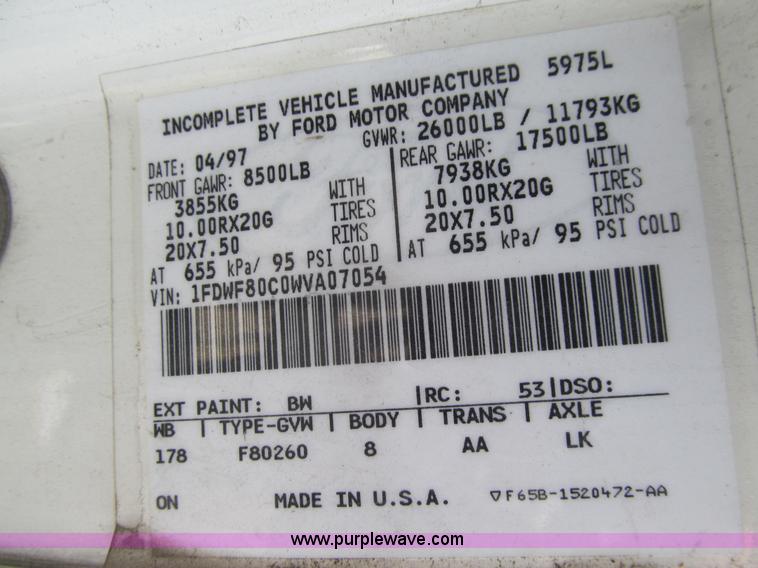 INCOMPLETE VEHICLE MANUFACTURED 5975L
BY FORD MOTOR COMPANY
GVWR: 26000LB / 11793KG
DATE: 04/97
FRONT GAWR: 8500LB
3855KG WITH
10.00RX20G TIRES
20X7.50 RIMS
AT 655 kPa/ 95 PSI COLD
REAR GAWR: 17500LB
7938KG WITH
10.00RX20G TIRES
20X7.50 RIMS
AT 655 kPa/ 95 PSI COLD
VIN: 1FDWF80C0WVA07054
EXT PAINT: BW |RC: 53|DSO:
WB | TYPE-GVW | BODY | TRANS | AXLE
178 F80260 8 AA LK
ON MADE IN U.S.A. ▽F65B-1520472-AA
www.purplewave.com